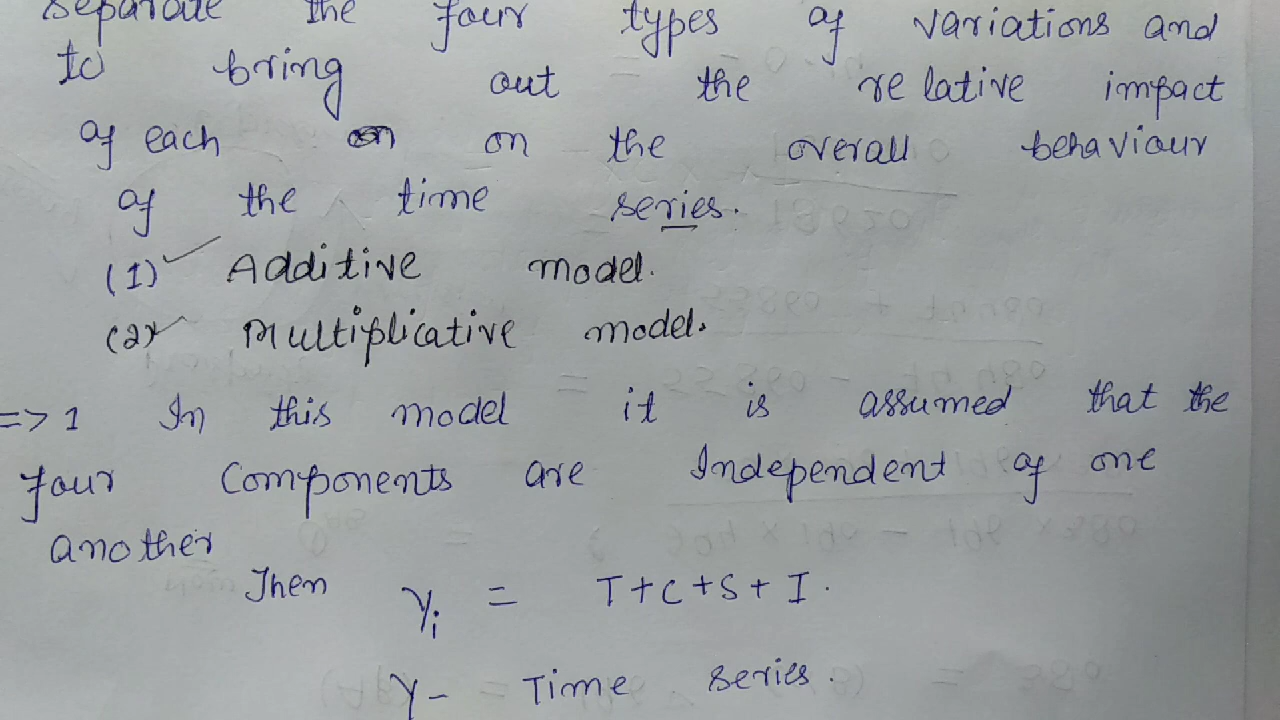 separate the four types of variations and
to bring out the relative impact
of each on the overall behaviour
of the time series.
(1) Additive model.
(2) Multiplicative model.
=> 1 In this model it is assumed that the
four Components are Independent of one
another
Then Yi = T+C+S+I.
Y- Time series.